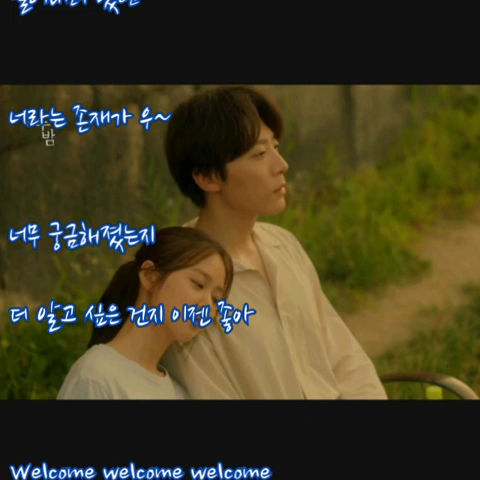 너라는 존재가 우~
밤
너무 궁금해졌는지
더 알고 싶은 건지 이젠 좋아
Welcome welcome welcome